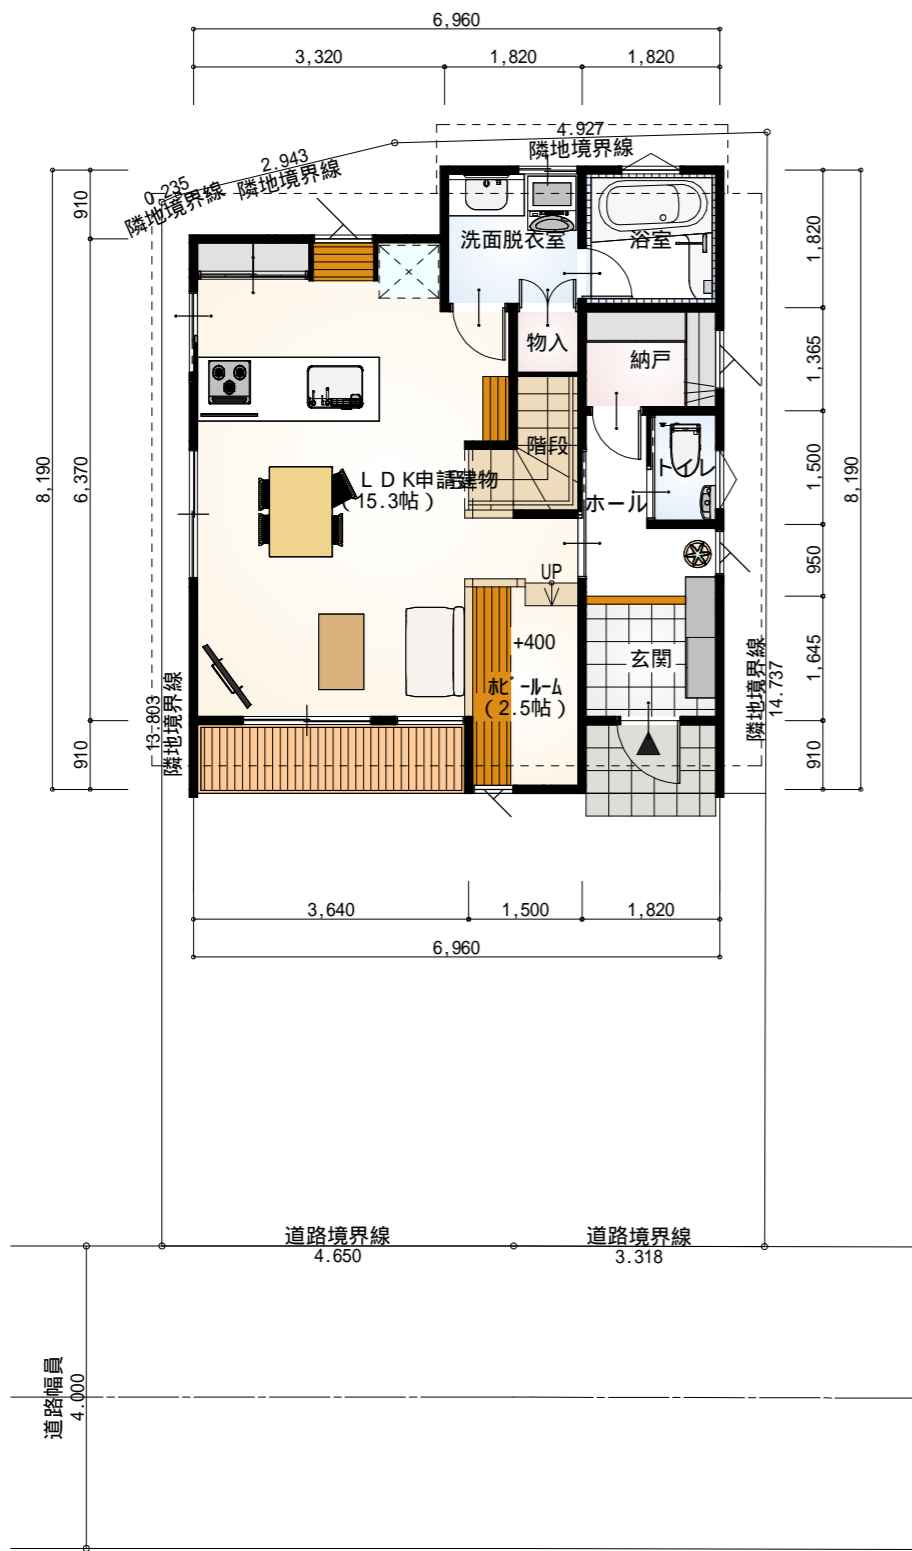 6,960
3,320
1,820
1,820
4.927
隣地境界線
2.943
隣地境界線
0.235
隣地境界線
910
8,190
6,370
910
1,820
1,365
1,500
950
1,645
910
8,190
洗面脱衣室
浴室
物入
納戸
階段
トイレ
ＬＤＫ申請建物
（15.3帖）
ホール
UP
+400
ﾎﾋﾞｰﾙｰﾑ
（2.5帖）
玄関
13.803
隣地境界線
隣地境界線
14.737
3,640
1,500
1,820
6,960
道路境界線
4.650
道路境界線
3.318
道路幅員
4.000